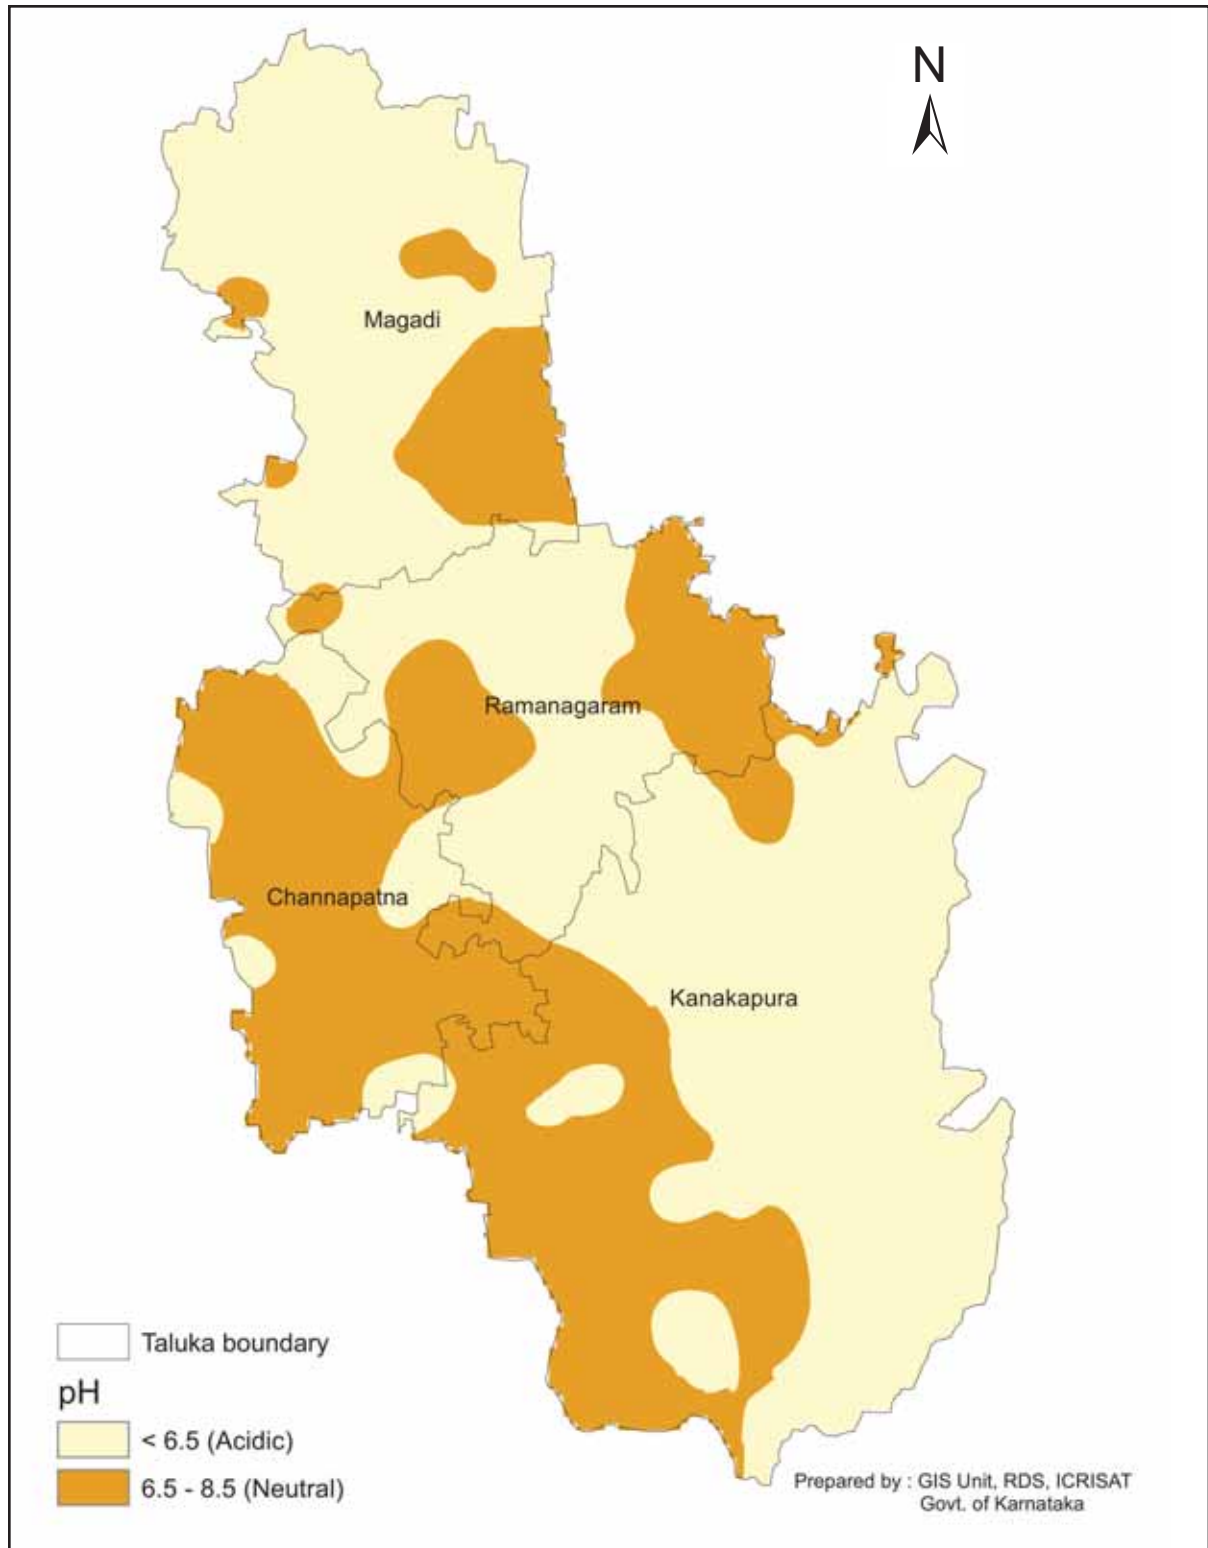 N
Magadi
Ramanagaram
Channapatna
Kanakapura
Taluka boundary
pH
< 6.5 (Acidic)
6.5 - 8.5 (Neutral)
Prepared by : GIS Unit, RDS, ICRISAT
Govt. of Karnataka